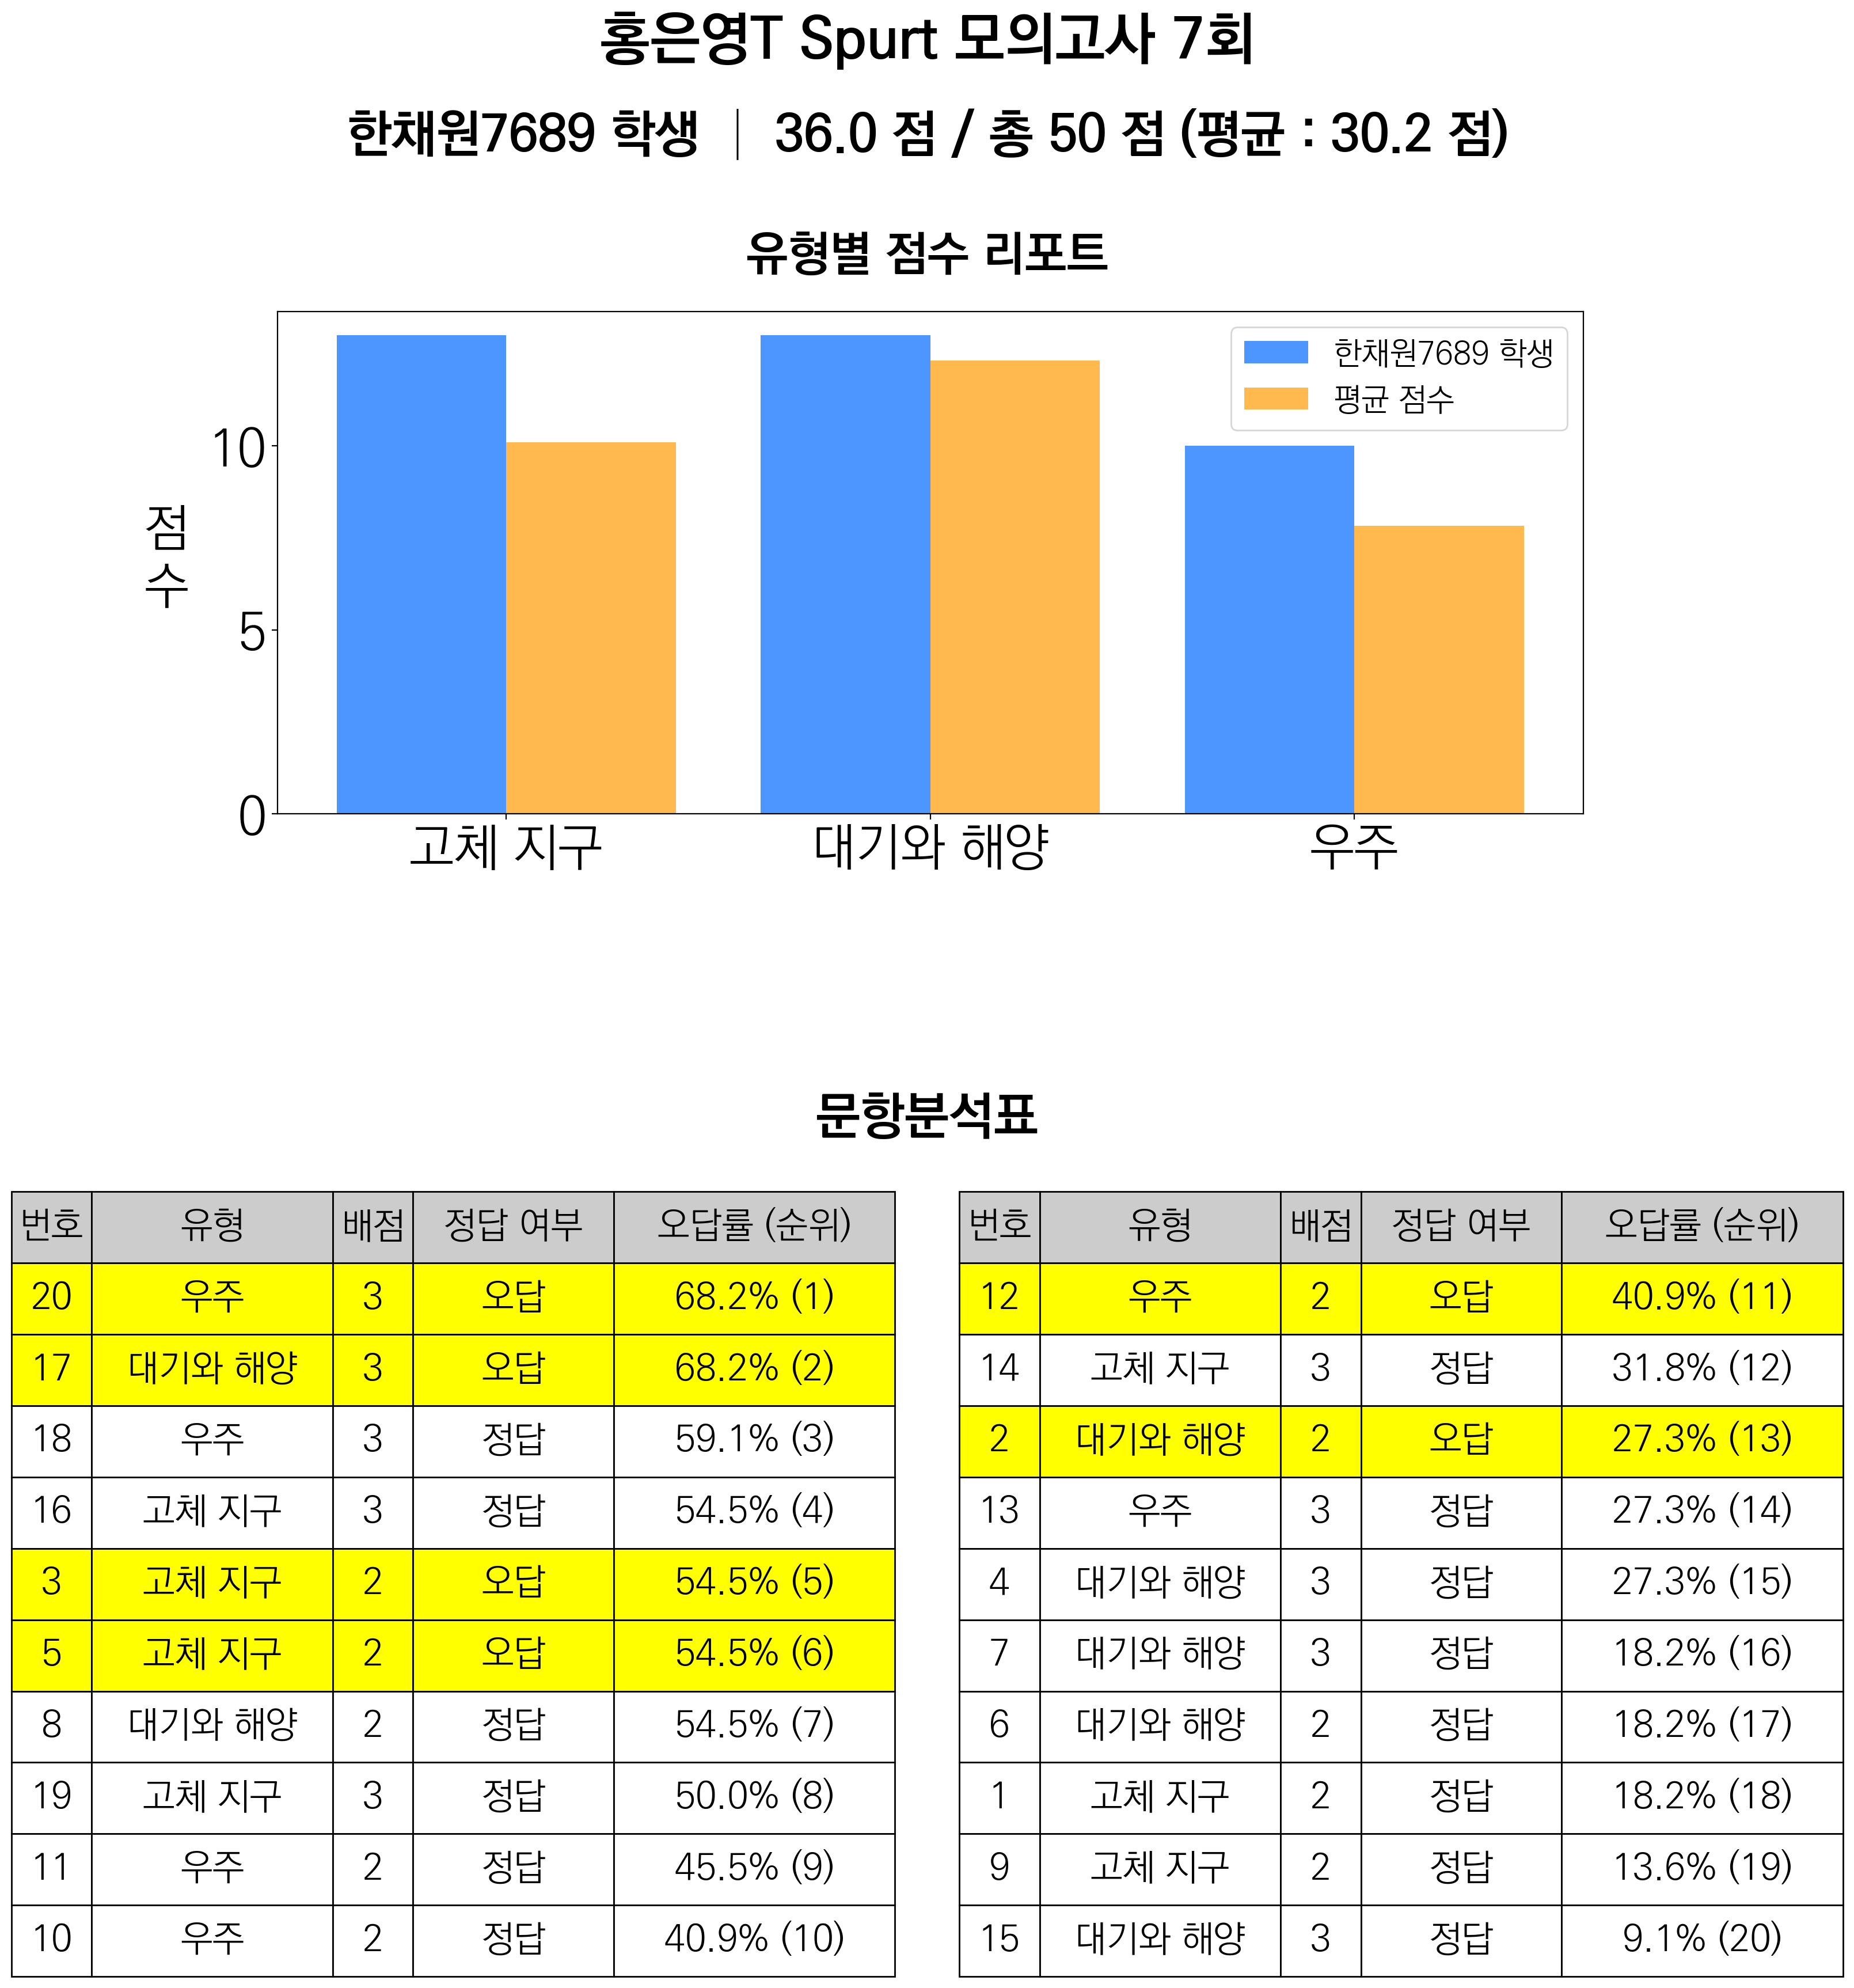 홍은영T Spurt 모의고사 7회
한채원7689 학생 | 36.0 점 / 총 50 점 (평균 : 30.2 점)
유형별 점수 리포트
한채원7689 학생
평균 점수
점
수
10
5
0
고체 지구 대기와 해양 우주
문항분석표
번호 유형 배점 정답 여부 오답률 (순위)
20 우주 3 오답 68.2% (1)
17 대기와 해양 3 오답 68.2% (2)
18 우주 3 정답 59.1% (3)
16 고체 지구 3 정답 54.5% (4)
3 고체 지구 2 오답 54.5% (5)
5 고체 지구 2 오답 54.5% (6)
8 대기와 해양 2 정답 54.5% (7)
19 고체 지구 3 정답 50.0% (8)
11 우주 2 정답 45.5% (9)
10 우주 2 정답 40.9% (10)
번호 유형 배점 정답 여부 오답률 (순위)
12 우주 2 오답 40.9% (11)
14 고체 지구 3 정답 31.8% (12)
2 대기와 해양 2 오답 27.3% (13)
13 우주 3 정답 27.3% (14)
4 대기와 해양 3 정답 27.3% (15)
7 대기와 해양 3 정답 18.2% (16)
6 대기와 해양 2 정답 18.2% (17)
1 고체 지구 2 정답 18.2% (18)
9 고체 지구 2 정답 13.6% (19)
15 대기와 해양 3 정답 9.1% (20)